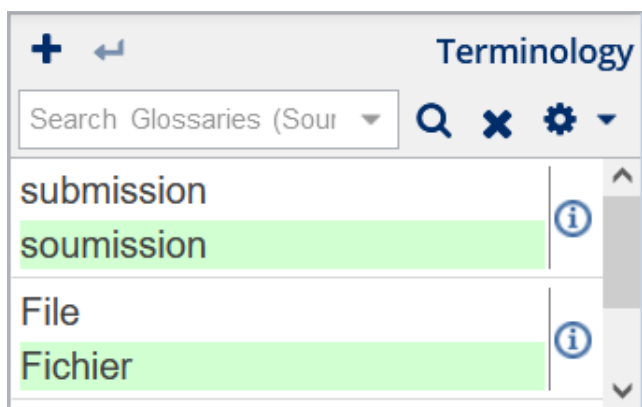 Terminology
Search Glossaries (Sour
submission
soumission
File
Fichier